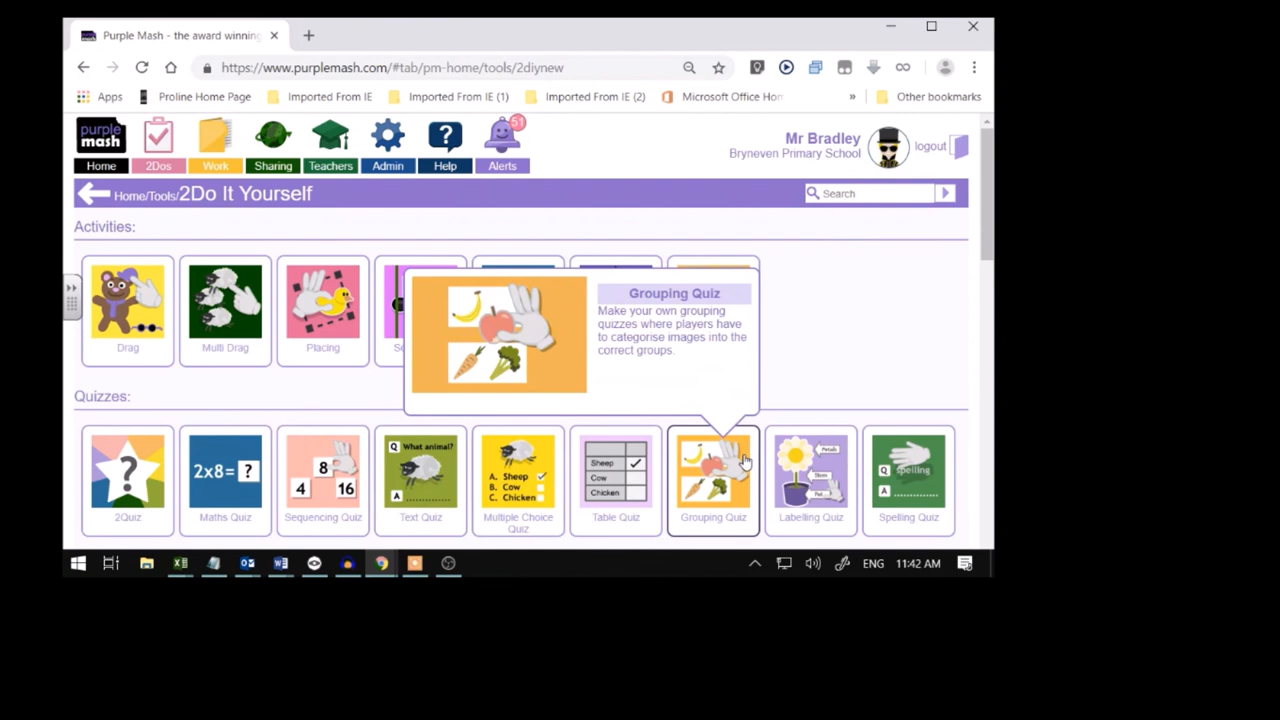 Purple Mash - the award winning
https://www.purplemash.com/#tab/pm-home/tools/2diynew
Apps Proline Home Page Imported From IE Imported From IE (1) Imported From IE (2) Microsoft Office Hom » Other bookmarks
purple mash
51
Home 2Dos Work Sharing Teachers Admin Help Alerts
Mr Bradley
Bryneven Primary School
logout
Home/Tools/2Do It Yourself
Search
Activities:
Drag
Multi Drag
Placing
Grouping Quiz
Make your own grouping
quizzes where players have
to categorise images into the
correct groups.
Quizzes:
?
2Quiz
2x8= ?
Maths Quiz
8
4 16
Sequencing Quiz
Q What animal?
A
Text Quiz
A. Sheep
B. Cow
C. Chicken
Multiple Choice
Quiz
Sheep
Cow
Chicken
Table Quiz
Grouping Quiz
Petals
Stem
Labelling Quiz
Q spelling
A
Spelling Quiz
ENG 11:42 AM